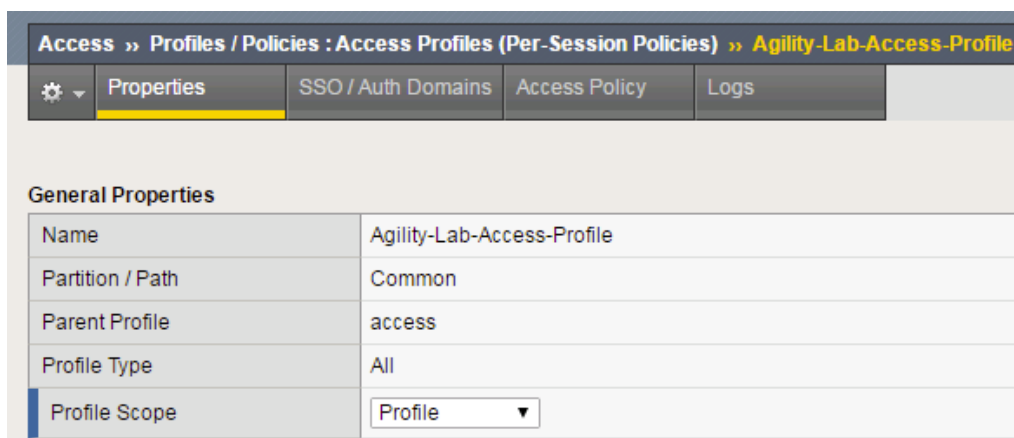 Access ›› Profiles / Policies : Access Profiles (Per-Session Policies) ›› Agility-Lab-Access-Profile
Properties SSO / Auth Domains Access Policy Logs
General Properties
Name Agility-Lab-Access-Profile
Partition / Path Common
Parent Profile access
Profile Type All
Profile Scope Profile